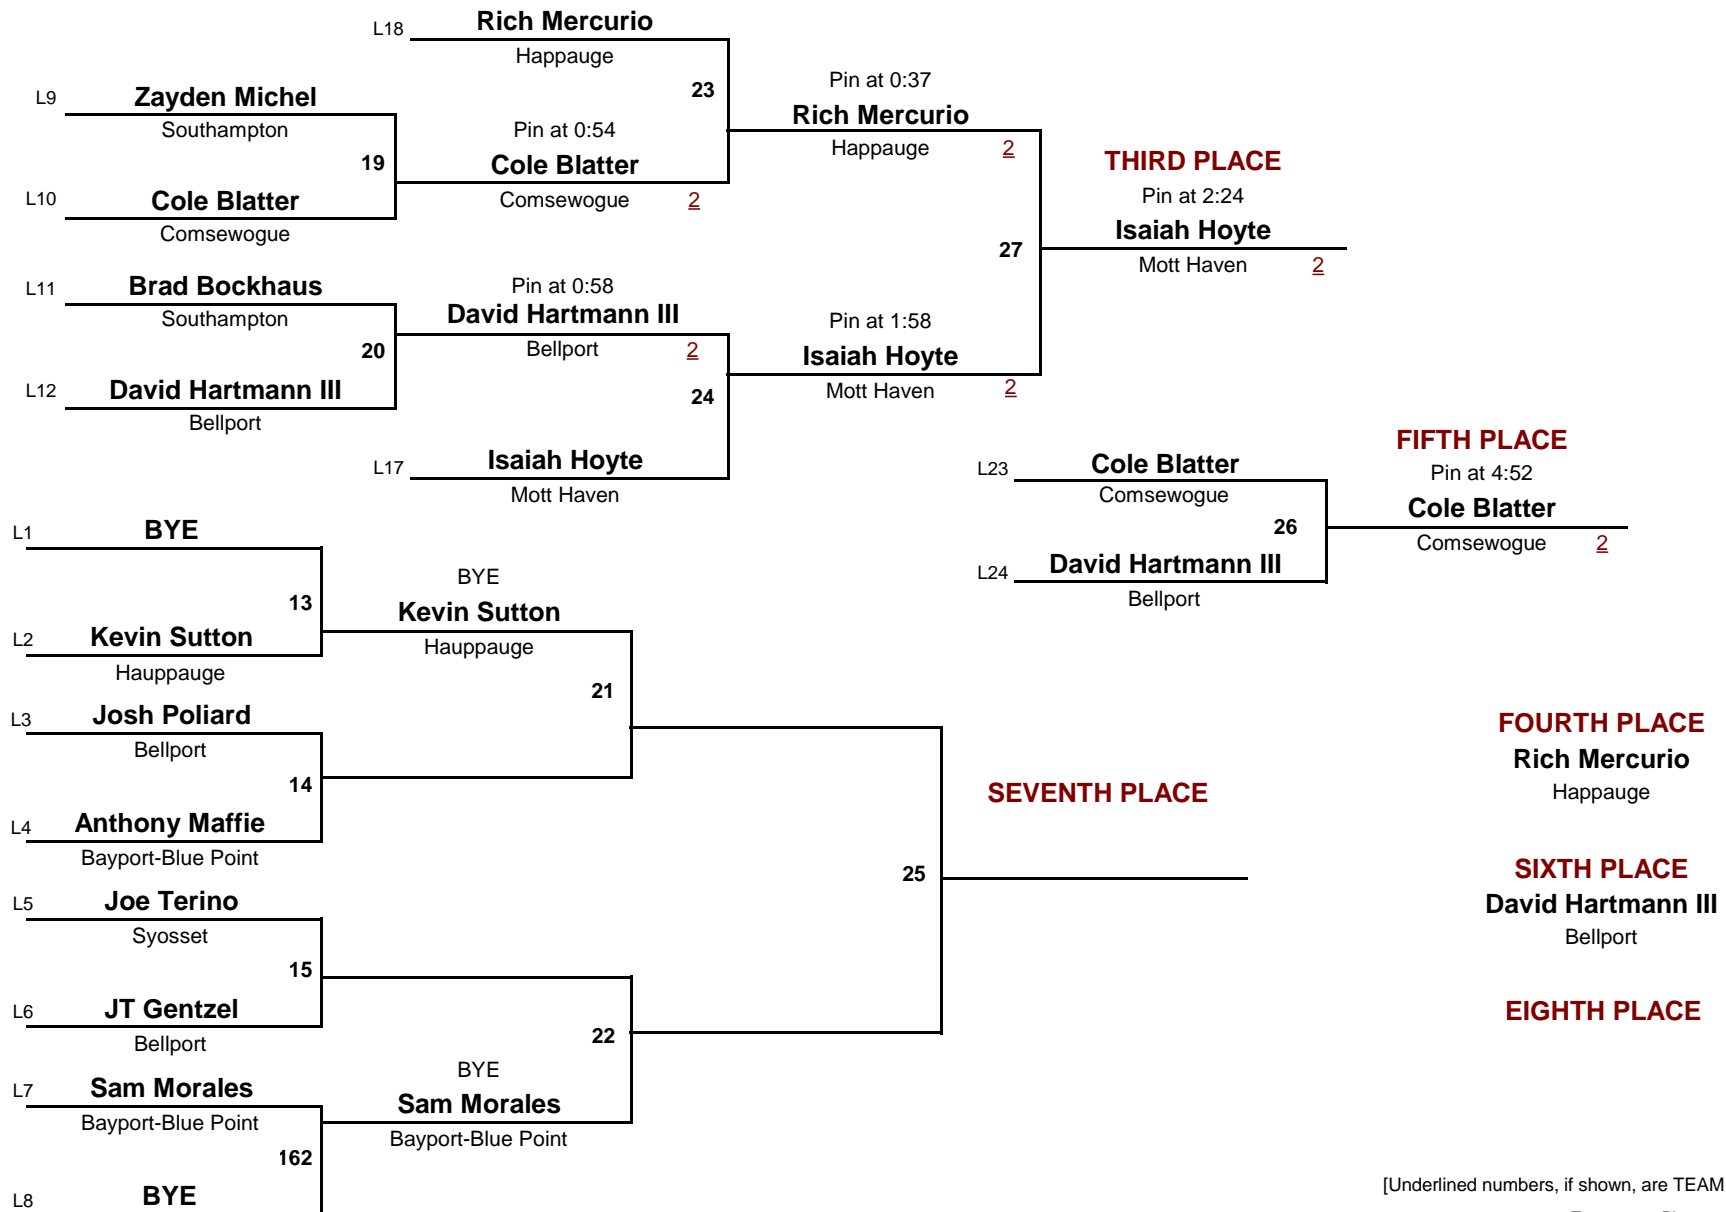 L18 Rich Mercurio
Happauge
23
Pin at 0:37
Rich Mercurio
Happauge 2
L9 Zayden Michel
Southampton
19
Pin at 0:54
Cole Blatter
Comsewogue 2
L10 Cole Blatter
Comsewogue
THIRD PLACE
Pin at 2:24
Isaiah Hoyte
Mott Haven 2
27
L11 Brad Bockhaus
Southampton
20
Pin at 0:58
David Hartmann III
Bellport 2
L12 David Hartmann III
Bellport
24
Pin at 1:58
Isaiah Hoyte
Mott Haven 2
L17 Isaiah Hoyte
Mott Haven
L23 Cole Blatter
Comsewogue
26
L24 David Hartmann III
Bellport
FIFTH PLACE
Pin at 4:52
Cole Blatter
Comsewogue 2
L1 BYE
13
L2 Kevin Sutton
Hauppauge
BYE
Kevin Sutton
Hauppauge
21
L3 Josh Poliard
Bellport
14
L4 Anthony Maffie
Bayport-Blue Point
SEVENTH PLACE
25
FOURTH PLACE
Rich Mercurio
Happauge
SIXTH PLACE
David Hartmann III
Bellport
EIGHTH PLACE
L5 Joe Terino
Syosset
15
L6 JT Gentzel
Bellport
22
BYE
Sam Morales
Bayport-Blue Point
L7 Sam Morales
Bayport-Blue Point
162
L8 BYE
[Underlined numbers, if shown, are TEAM